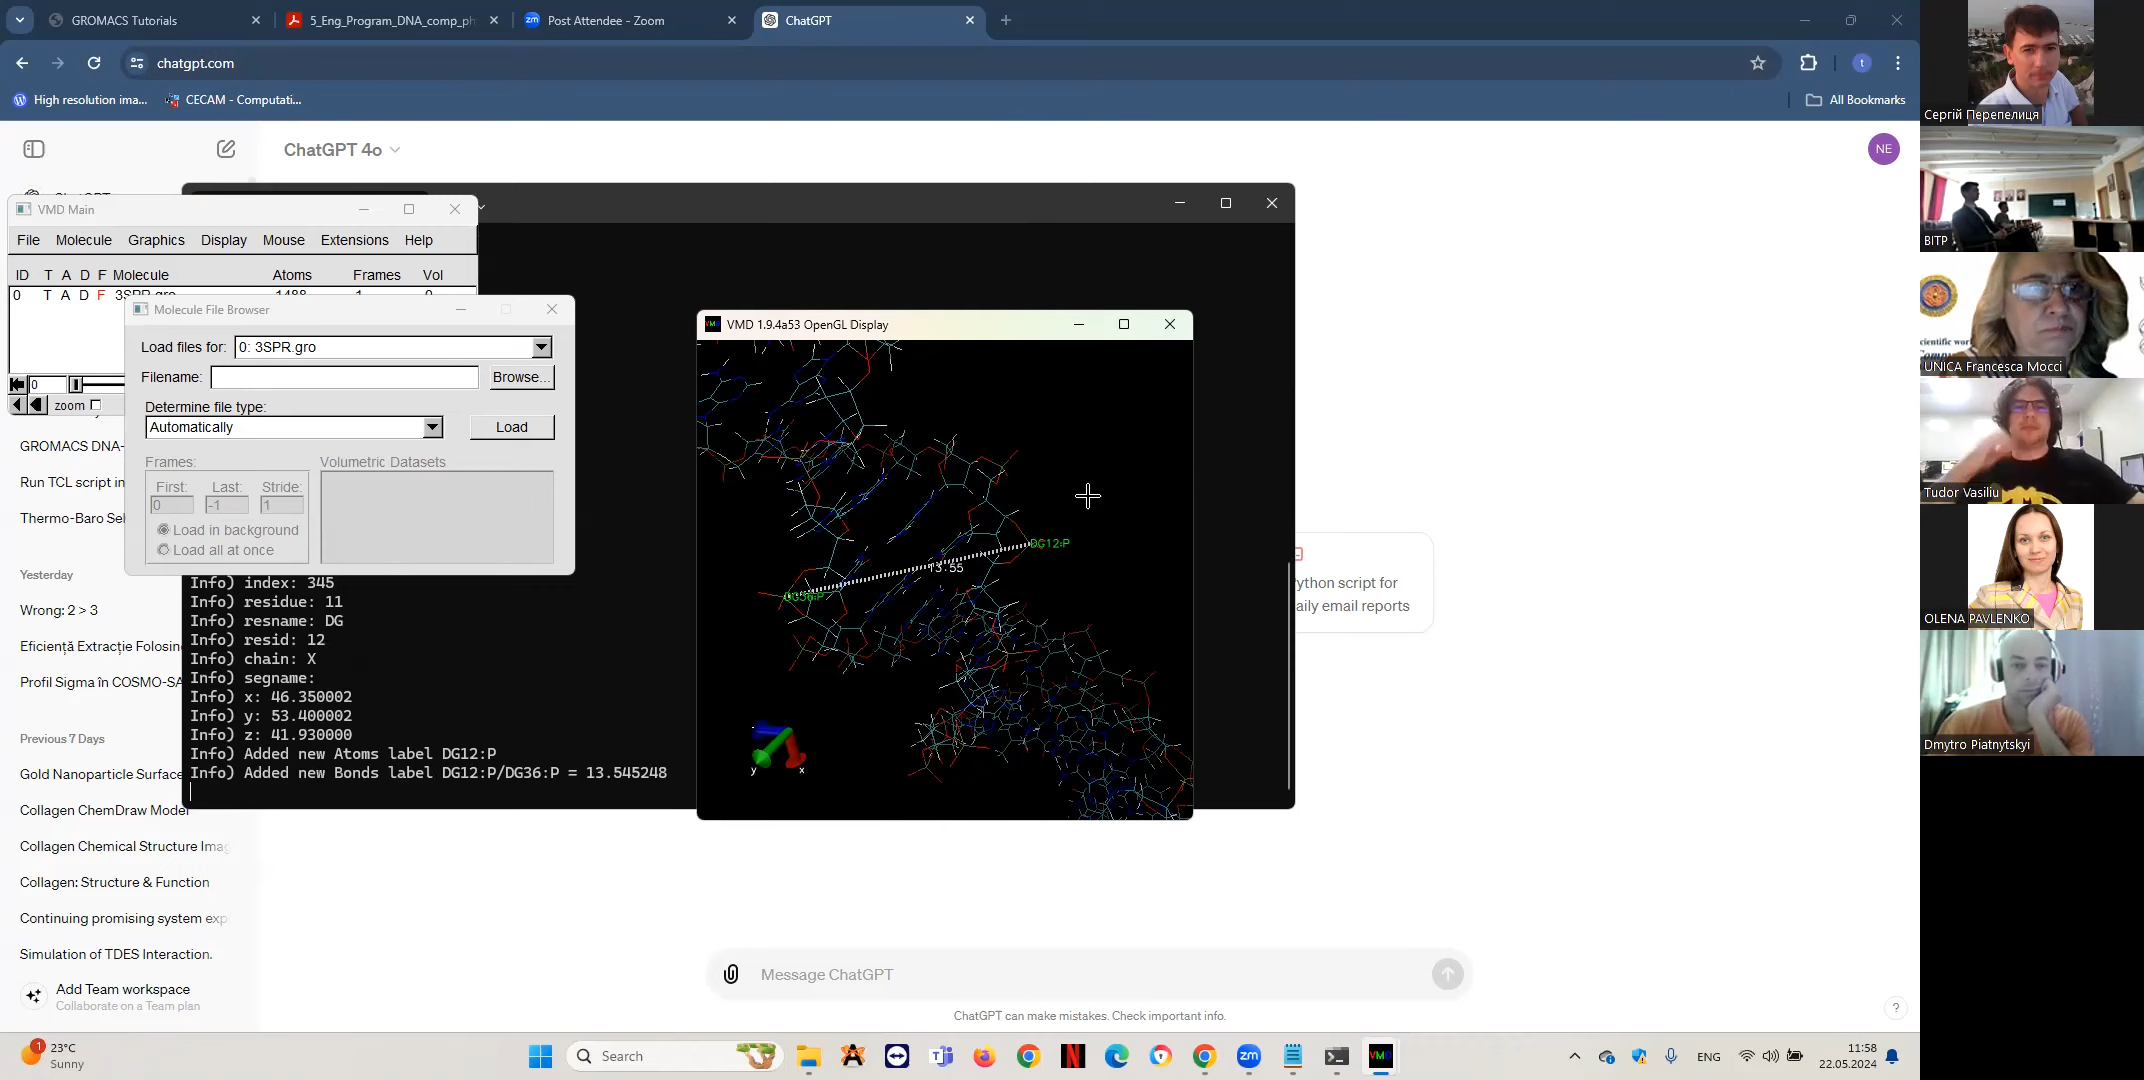 GROMACS Tutorials
5_Eng_Program_DNA_comp_ph
Post Attendee - Zoom
ChatGPT
chatgpt.com
t
High resolution ima...
CECAM - Computati...
All Bookmarks
ChatGPT 4o
NE
VMD Main
File Molecule Graphics Display Mouse Extensions Help
ID T A D F Molecule Atoms Frames Vol
0 T A D F 3SPR.gro 1488 1 0
0
zoom
Molecule File Browser
Load files for: 0: 3SPR.gro
Filename: Browse...
Determine file type:
Automatically Load
Frames: Volumetric Datasets
First: Last: Stride:
0 -1 1
Load in background
Load all at once
GROMACS DNA-
Run TCL script in
Thermo-Baro Sel
Yesterday
Wrong: 2 > 3
Eficiență Extracție Folosin
Profil Sigma în COSMO-SA
Previous 7 Days
Gold Nanoparticle Surface
Collagen ChemDraw Model
Collagen Chemical Structure Imag
Collagen: Structure & Function
Continuing promising system exp
Simulation of TDES Interaction.
Add Team workspace
Collaborate on a Team plan
Info) index: 345
Info) residue: 11
Info) resname: DG
Info) resid: 12
Info) chain: X
Info) segname:
Info) x: 46.350002
Info) y: 53.400002
Info) z: 41.930000
Info) Added new Atoms label DG12:P
Info) Added new Bonds label DG12:P/DG36:P = 13.545248
VMD 1.9.4a53 OpenGL Display
DG12:P
13.55
DG36:P
y
x
ython script for
aily email reports
Message ChatGPT
ChatGPT can make mistakes. Check important info.
?
Сергій Перепелиця
BITP
UNICA Francesca Mocci
Tudor Vasiliu
OLENA PAVLENKO
Dmytro Piatnytskyi
1
23°C
Sunny
Search
ENG
11:58
22.05.2024